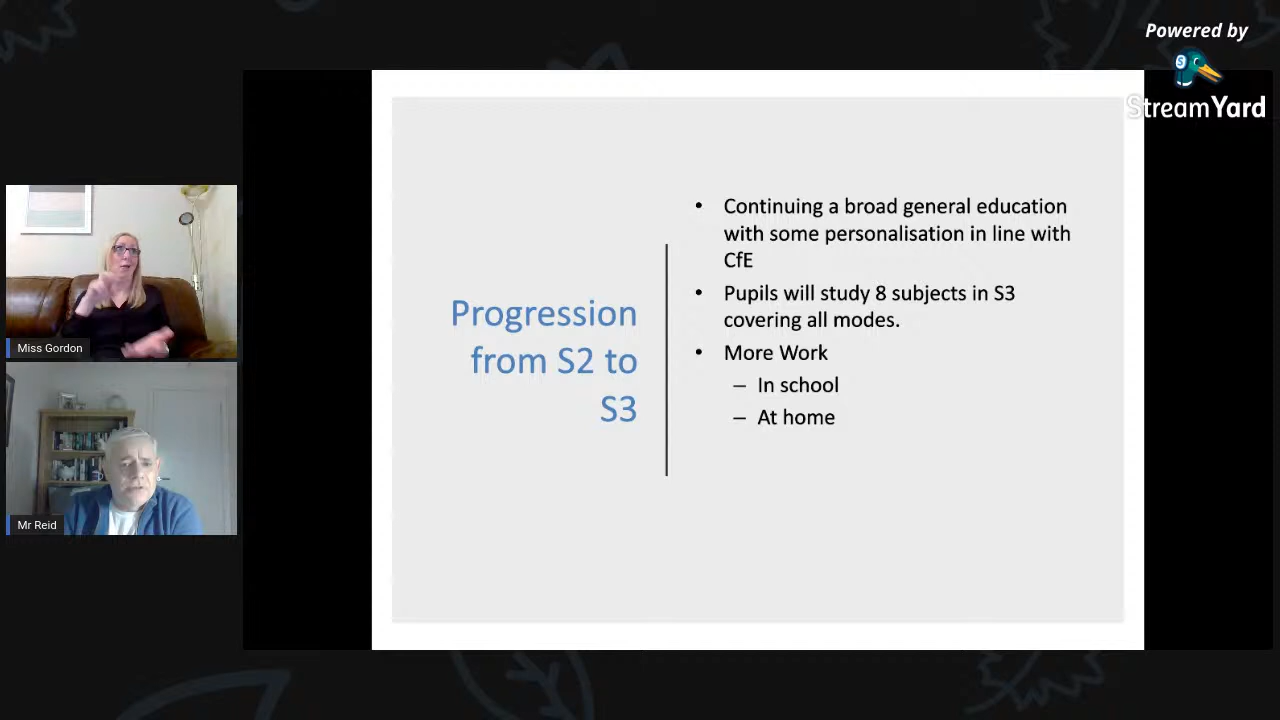 Powered by
StreamYard
Miss Gordon
Mr Reid
Progression
from S2 to
S3
• Continuing a broad general education
with some personalisation in line with
CfE
• Pupils will study 8 subjects in S3
covering all modes.
• More Work
– In school
– At home